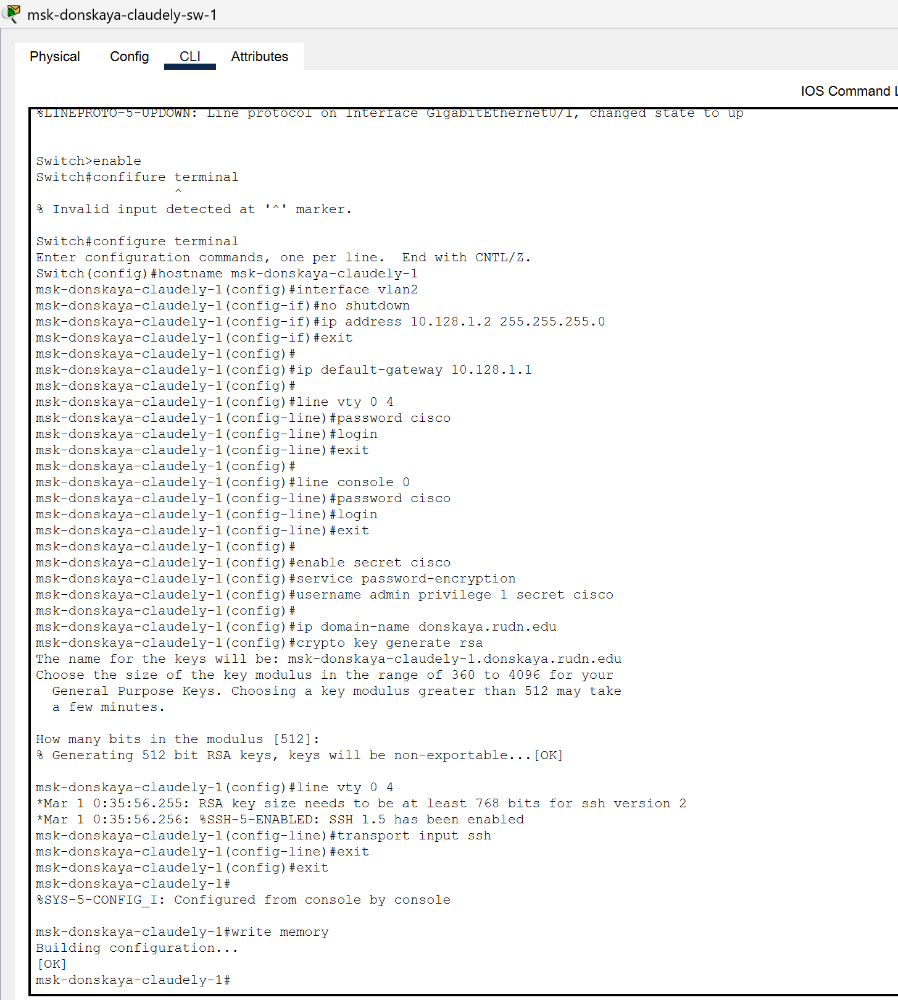 msk-donskaya-claudely-sw-1
Physical Config CLI Attributes
IOS Command L
%LINEPROTO-5-UPDOWN: Line protocol on Interface GigabitEthernet0/1, changed state to up
Switch>enable
Switch#confifure terminal
^
% Invalid input detected at '^' marker.
Switch#configure terminal
Enter configuration commands, one per line.  End with CNTL/Z.
Switch(config)#hostname msk-donskaya-claudely-1
msk-donskaya-claudely-1(config)#interface vlan2
msk-donskaya-claudely-1(config-if)#no shutdown
msk-donskaya-claudely-1(config-if)#ip address 10.128.1.2 255.255.255.0
msk-donskaya-claudely-1(config-if)#exit
msk-donskaya-claudely-1(config)#
msk-donskaya-claudely-1(config)#ip default-gateway 10.128.1.1
msk-donskaya-claudely-1(config)#
msk-donskaya-claudely-1(config)#line vty 0 4
msk-donskaya-claudely-1(config-line)#password cisco
msk-donskaya-claudely-1(config-line)#login
msk-donskaya-claudely-1(config-line)#exit
msk-donskaya-claudely-1(config)#
msk-donskaya-claudely-1(config)#line console 0
msk-donskaya-claudely-1(config-line)#password cisco
msk-donskaya-claudely-1(config-line)#login
msk-donskaya-claudely-1(config-line)#exit
msk-donskaya-claudely-1(config)#
msk-donskaya-claudely-1(config)#enable secret cisco
msk-donskaya-claudely-1(config)#service password-encryption
msk-donskaya-claudely-1(config)#username admin privilege 1 secret cisco
msk-donskaya-claudely-1(config)#
msk-donskaya-claudely-1(config)#ip domain-name donskaya.rudn.edu
msk-donskaya-claudely-1(config)#crypto key generate rsa
The name for the keys will be: msk-donskaya-claudely-1.donskaya.rudn.edu
Choose the size of the key modulus in the range of 360 to 4096 for your
General Purpose Keys. Choosing a key modulus greater than 512 may take
a few minutes.
How many bits in the modulus [512]:
% Generating 512 bit RSA keys, keys will be non-exportable...[OK]
msk-donskaya-claudely-1(config)#line vty 0 4
*Mar 1 0:35:56.255: RSA key size needs to be at least 768 bits for ssh version 2
*Mar 1 0:35:56.256: %SSH-5-ENABLED: SSH 1.5 has been enabled
msk-donskaya-claudely-1(config-line)#transport input ssh
msk-donskaya-claudely-1(config-line)#exit
msk-donskaya-claudely-1(config)#exit
msk-donskaya-claudely-1#
%SYS-5-CONFIG_I: Configured from console by console
msk-donskaya-claudely-1#write memory
Building configuration...
[OK]
msk-donskaya-claudely-1#